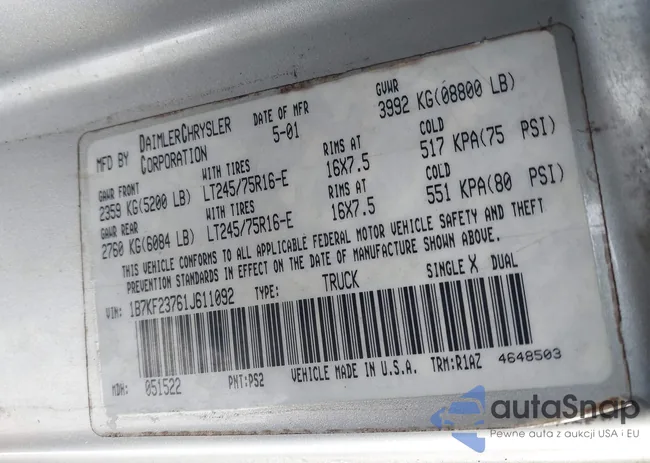 MFD BY DAIMLERCHRYSLER CORPORATION
DATE OF MFR 5-01
GVWR 3992 KG(08800 LB)
GAWR FRONT WITH TIRES RIMS AT COLD
2359 KG(5200 LB) LT245/75R16-E 16X7.5 517 KPA(75 PSI)
GAWR REAR WITH TIRES RIMS AT COLD
2760 KG(6084 LB) LT245/75R16-E 16X7.5 551 KPA(80 PSI)
THIS VEHICLE CONFORMS TO ALL APPLICABLE FEDERAL MOTOR VEHICLE SAFETY AND THEFT
PREVENTION STANDARDS IN EFFECT ON THE DATE OF MANUFACTURE SHOWN ABOVE.
VIN: 1B7KF23761J611092 TYPE: TRUCK SINGLE X DUAL
MDH: 051522 PNT:PS2 VEHICLE MADE IN U.S.A. TRM:R1AZ 4648503
autaSnap
Pewne auta z aukcji USA i EU